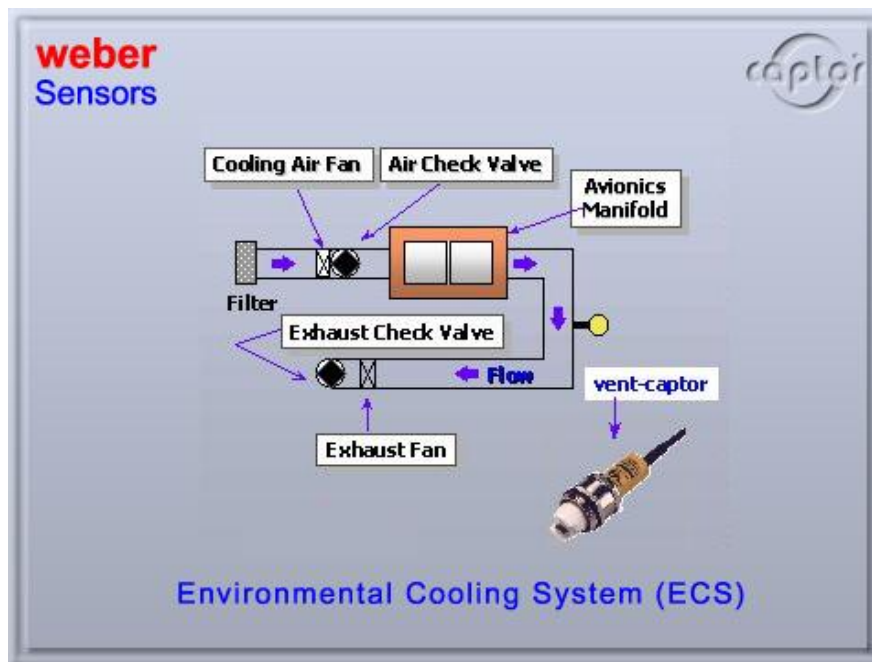 weber
Sensors
captor
Cooling Air Fan
Air Check Valve
Avionics
Manifold
Filter
Exhaust Check Valve
Flow
vent-captor
Exhaust Fan
Environmental Cooling System (ECS)